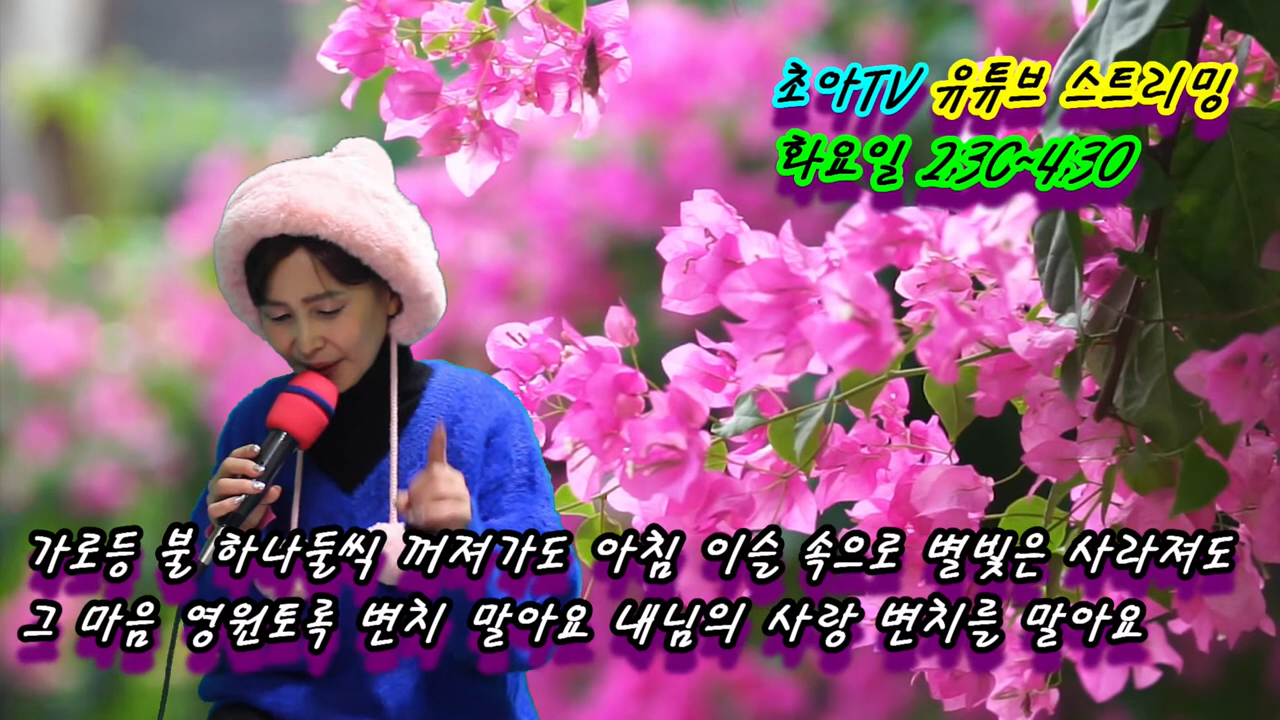 초아TV 유튜브 스트리밍
화요일 2:30~4:30
가로등 불 하나둘씩 꺼져가도 아침 이슬 속으로 별빛은 사라져도
그 마음 영원토록 변치 말아요 내님의 사랑 변치를 말아요